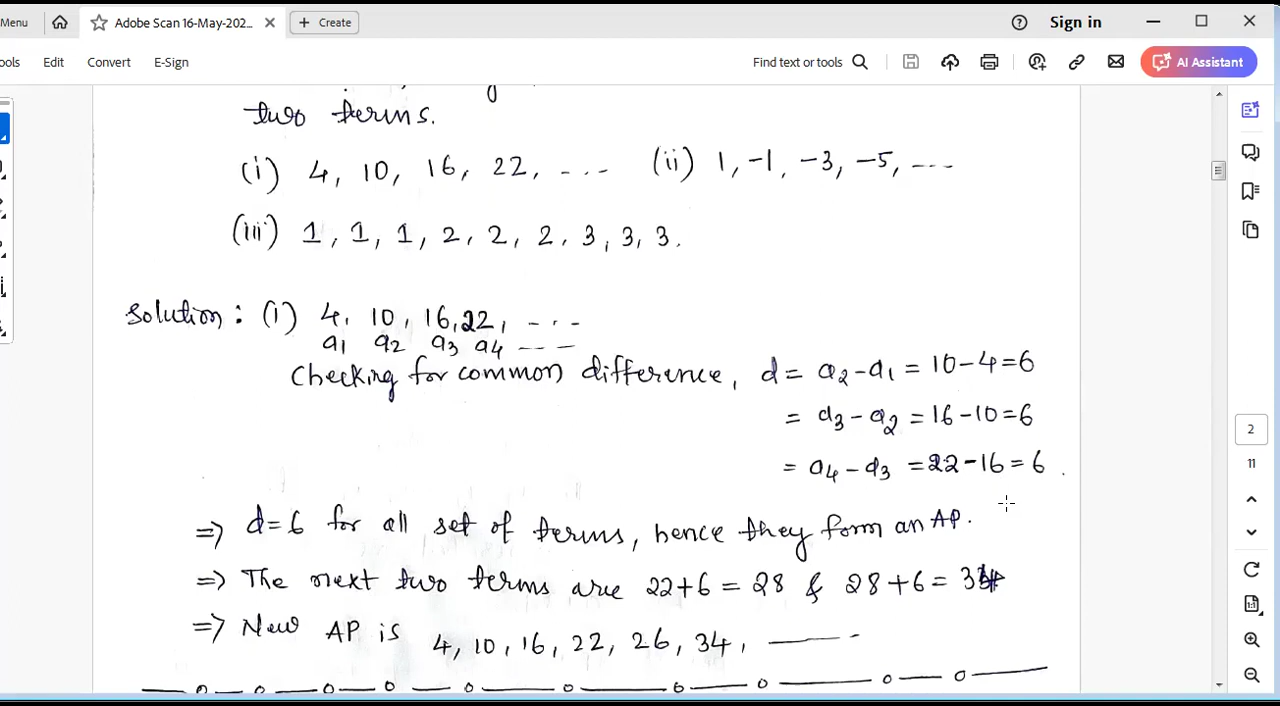 Menu Adobe Scan 16-May-202... + Create Sign in
ools Edit Convert E-Sign Find text or tools AI Assistant
two terms.
(i) 4, 10, 16, 22, .... (ii) 1, -1, -3, -5, ....
(iii) 1, 1, 1, 2, 2, 2, 3, 3, 3.
Solution: (i) 4, 10, 16, 22, ....
a1 a2 a3 a4 ----
Checking for common difference, d = a2 - a1 = 10 - 4 = 6
= a3 - a2 = 16 - 10 = 6
= a4 - a3 = 22 - 16 = 6
2
11
=> d = 6 for all set of terms, hence they form an AP.
=> The next two terms are 22 + 6 = 28 & 28 + 6 = 34
=> New AP is 4, 10, 16, 22, 26, 34, ----